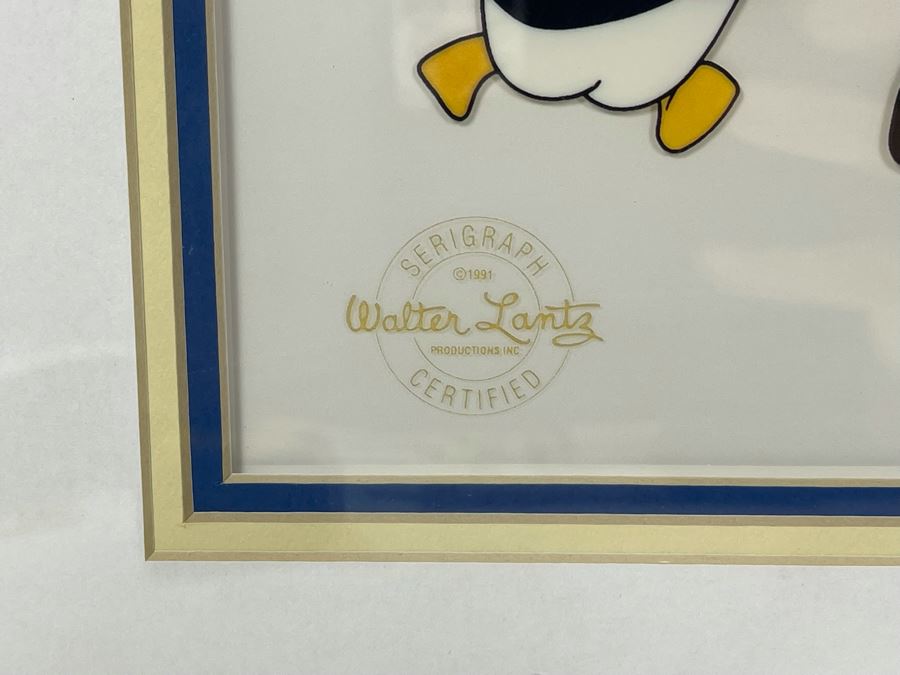 SERIGRAPH
©1991
Walter Lantz
PRODUCTIONS INC
CERTIFIED